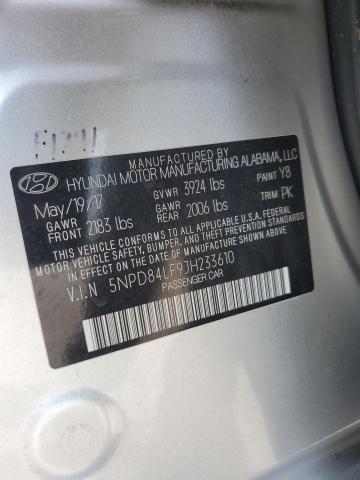 MANUFACTURED BY
HYUNDAI MOTOR MANUFACTURING ALABAMA, LLC
May/19/17 GVWR 3924 lbs PAINT Y8
GAWR FRONT 2183 lbs GAWR REAR 2006 lbs TRIM PK
THIS VEHICLE CONFORMS TO ALL APPLICABLE U.S. FEDERAL
MOTOR VEHICLE SAFETY, BUMPER, AND THEFT PREVENTION
STANDARDS IN EFFECT ON THE DATE OF MANUFACTURE SHOWN ABOVE.
V.I.N 5NPD84LF9JH233610
PASSENGER CAR